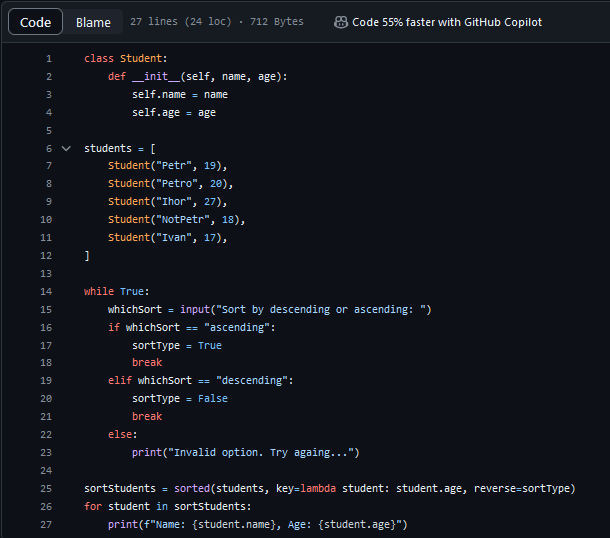 Code Blame 27 lines (24 loc) · 712 Bytes Code 55% faster with GitHub Copilot
1 class Student:
2     def __init__(self, name, age):
3         self.name = name
4         self.age = age
5
6 students = [
7     Student("Petr", 19),
8     Student("Petro", 20),
9     Student("Ihor", 27),
10     Student("NotPetr", 18),
11     Student("Ivan", 17),
12 ]
13
14 while True:
15     whichSort = input("Sort by descending or ascending: ")
16     if whichSort == "ascending":
17         sortType = True
18         break
19     elif whichSort == "descending":
20         sortType = False
21         break
22     else:
23         print("Invalid option. Try againg...")
24
25 sortStudents = sorted(students, key=lambda student: student.age, reverse=sortType)
26 for student in sortStudents:
27     print(f"Name: {student.name}, Age: {student.age}")